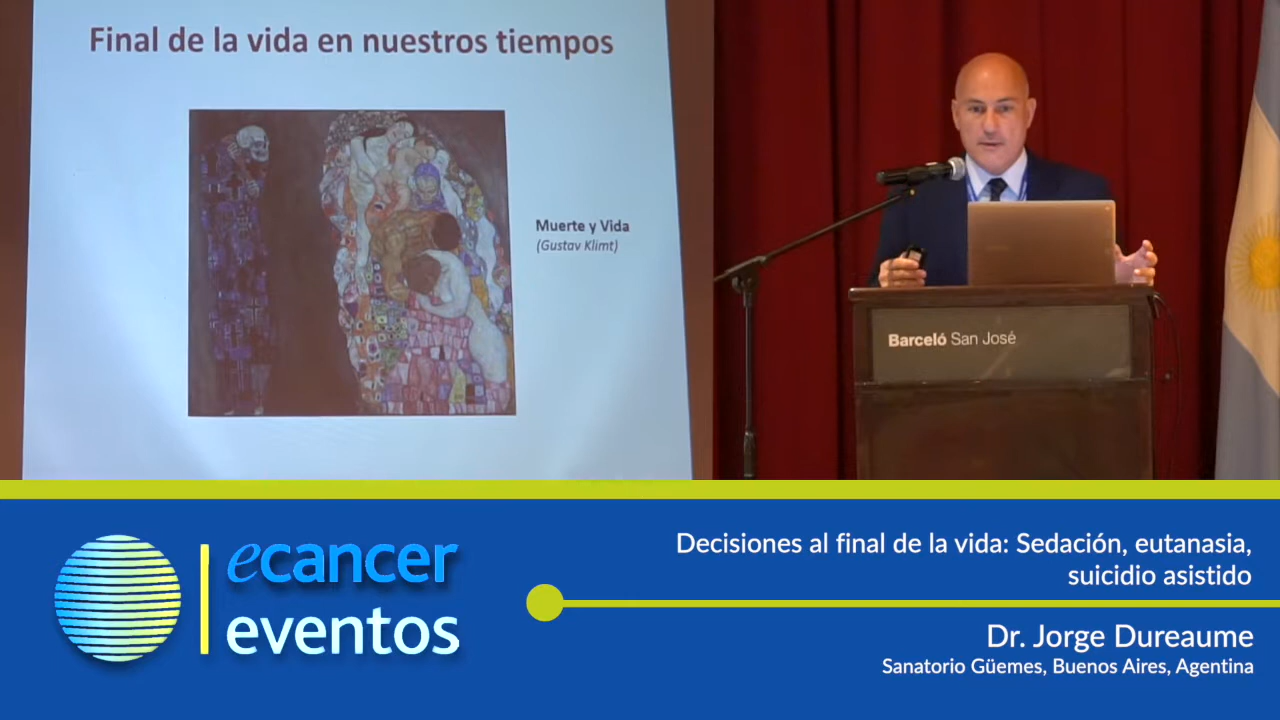 Final de la vida en nuestros tiempos
Muerte y Vida
(Gustav Klimt)
Barceló San José
ecancer
eventos
Decisiones al final de la vida: Sedación, eutanasia,
suicidio asistido
Dr. Jorge Dureaume
Sanatorio Güemes, Buenos Aires, Agentina